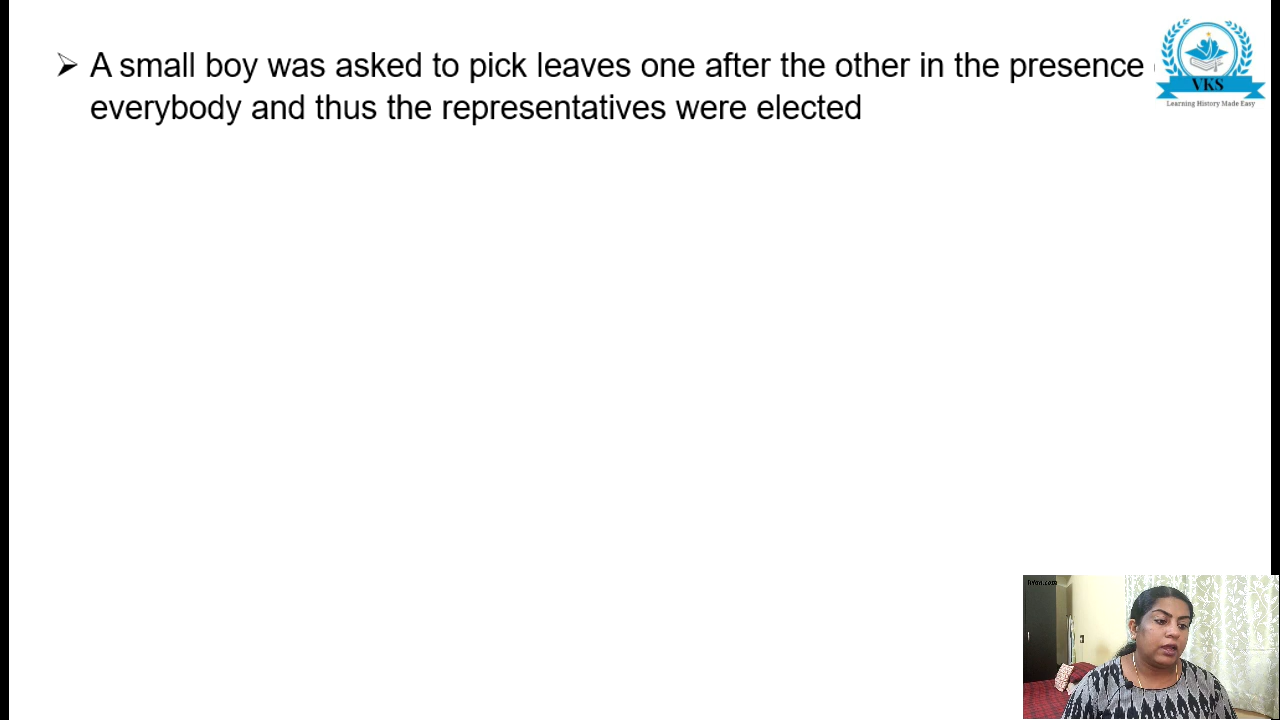 ➢ A small boy was asked to pick leaves one after the other in the presence
everybody and thus the representatives were elected
VKS
Learning History Made Easy